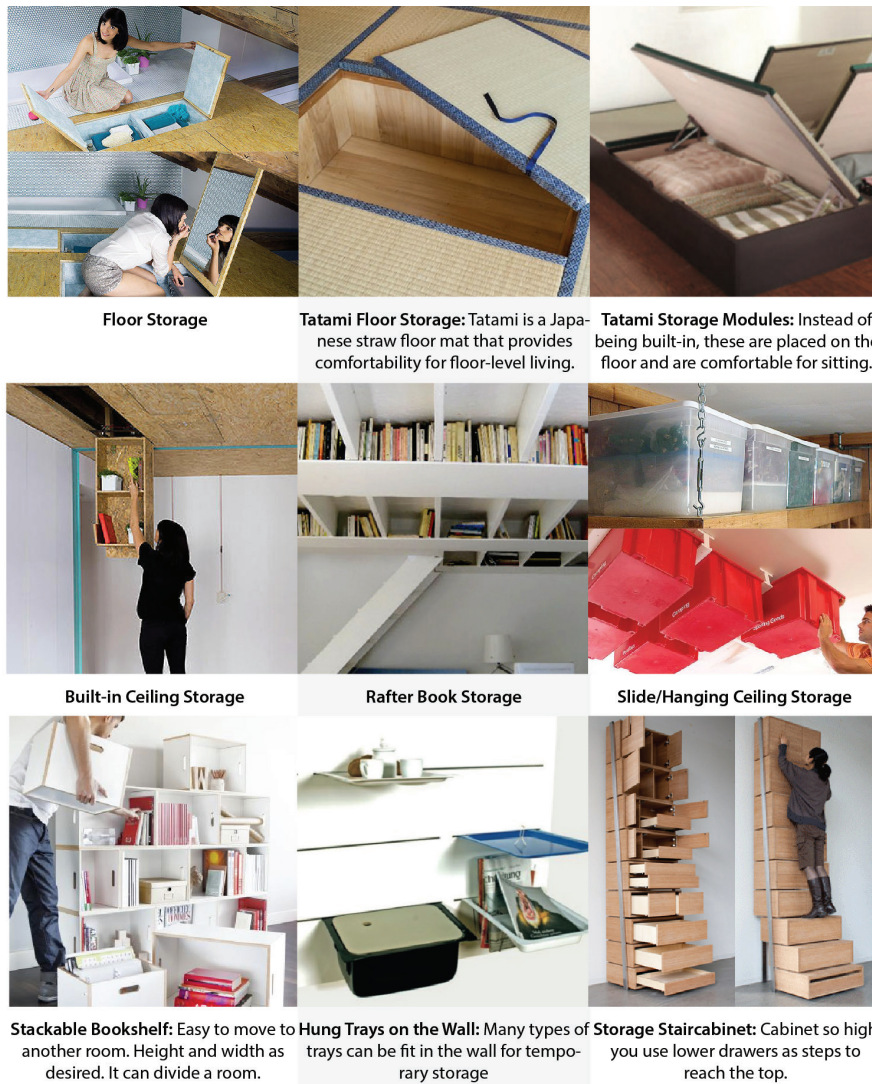 Floor Storage
Tatami Floor Storage: Tatami is a Japa-
nese straw floor mat that provides
comfortability for floor-level living.
Tatami Storage Modules: Instead of
being built-in, these are placed on the
floor and are comfortable for sitting.
Built-in Ceiling Storage
Rafter Book Storage
Slide/Hanging Ceiling Storage
Camping
Stackable Bookshelf: Easy to move to
another room. Height and width as
desired. It can divide a room.
Hung Trays on the Wall: Many types of
trays can be fit in the wall for tempo-
rary storage
Storage Staircabinet: Cabinet so high
you use lower drawers as steps to
reach the top.